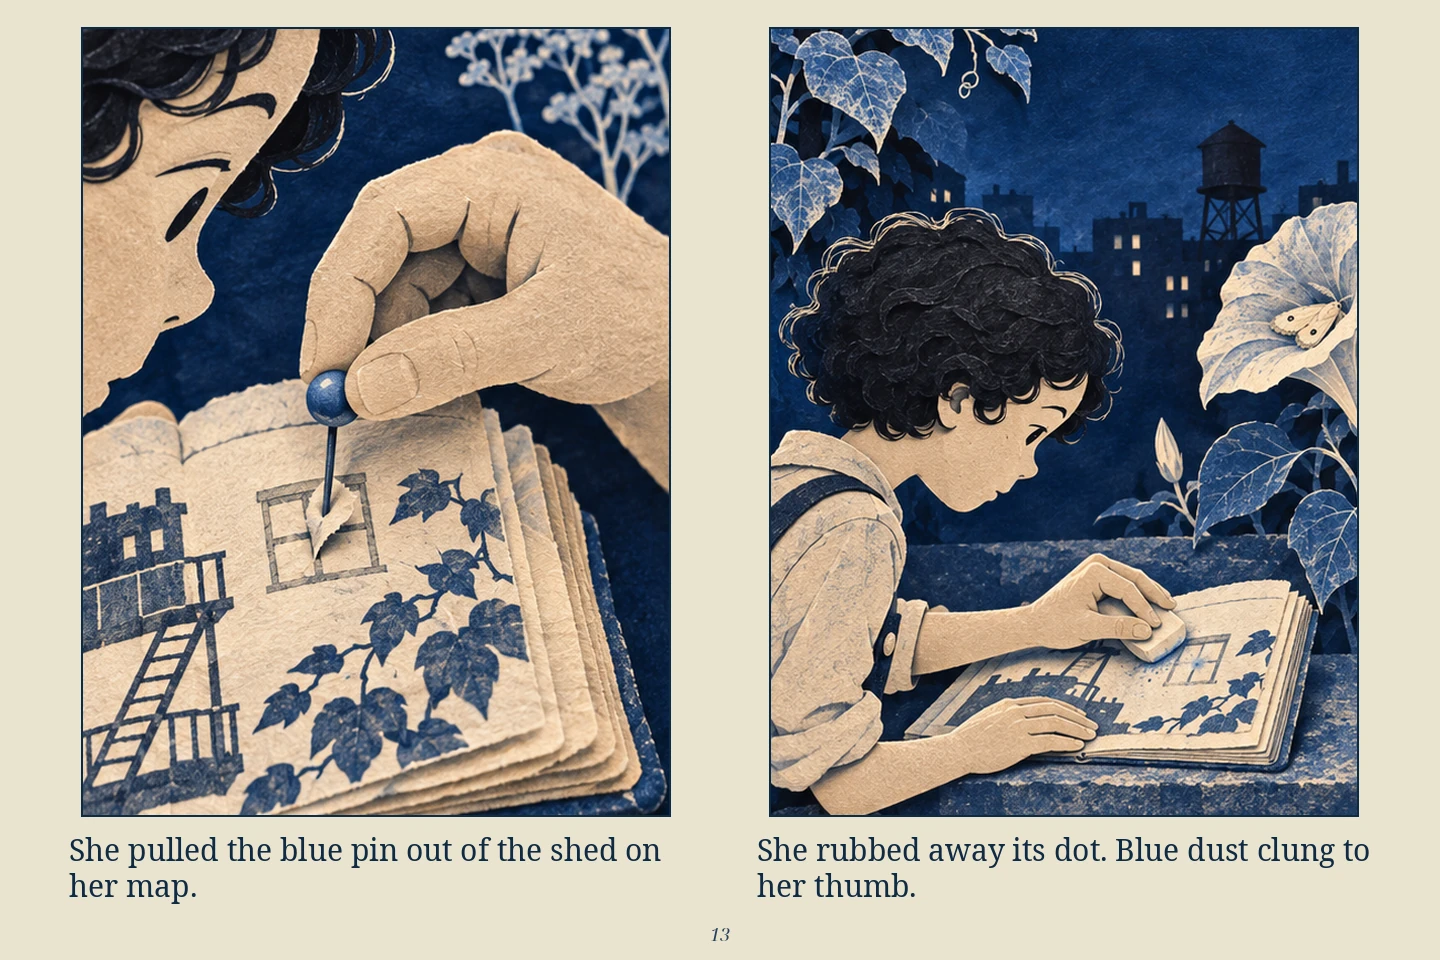 She pulled the blue pin out of the shed on
her map.
She rubbed away its dot. Blue dust clung to
her thumb.
13